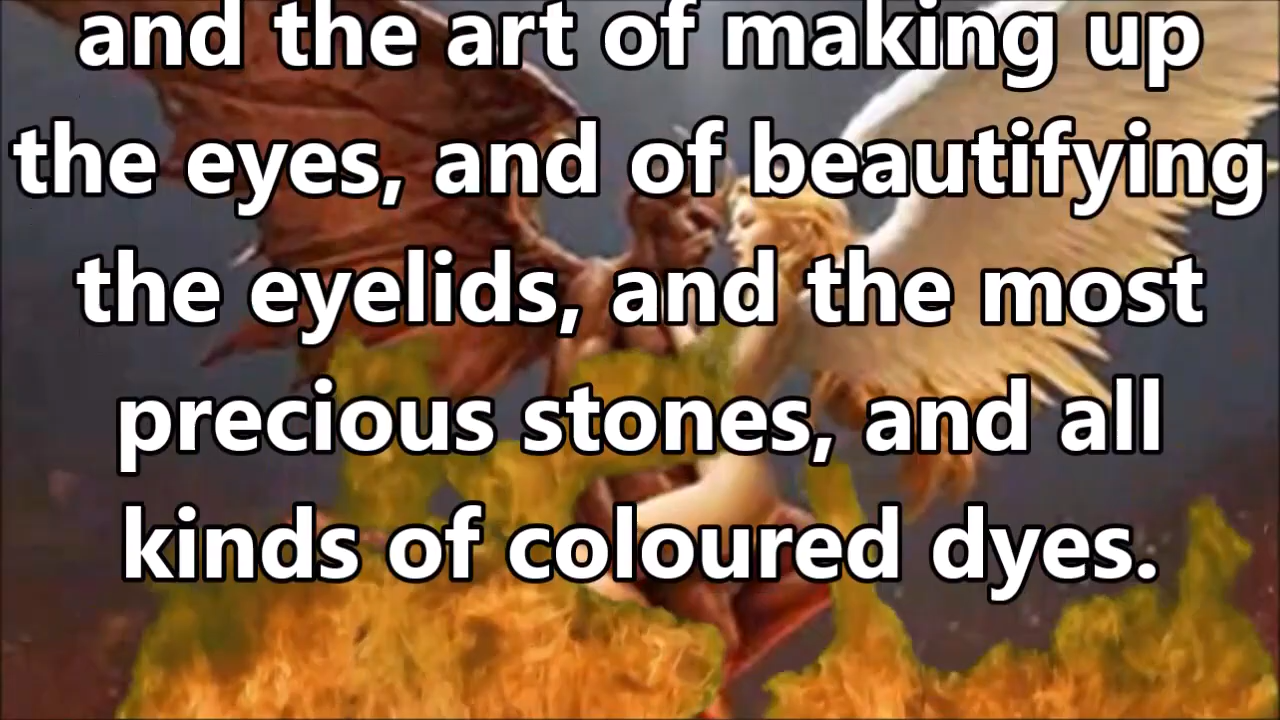 and the art of making up
the eyes, and of beautifying
the eyelids, and the most
precious stones, and all
kinds of coloured dyes.